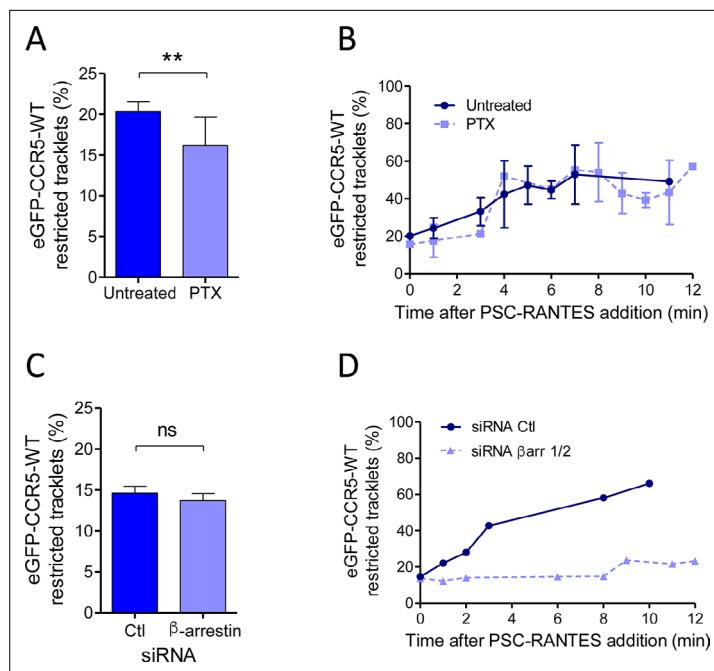 A
**
eGFP-CCR5-WT
restricted tracklets (%)
25
20
15
10
5
0
Untreated
PTX
B
Untreated
PTX
eGFP-CCR5-WT
restricted tracklets (%)
100
80
60
40
20
0
0 2 4 6 8 10 12
Time after PSC-RANTES addition (min)
C
ns
eGFP-CCR5-WT
restricted tracklets (%)
25
20
15
10
5
0
Ctl
β-arrestin
siRNA
D
siRNA Ctl
siRNA βarr 1/2
eGFP-CCR5-WT
restricted tracklets (%)
100
80
60
40
20
0
0 2 4 6 8 10 12
Time after PSC-RANTES addition (min)